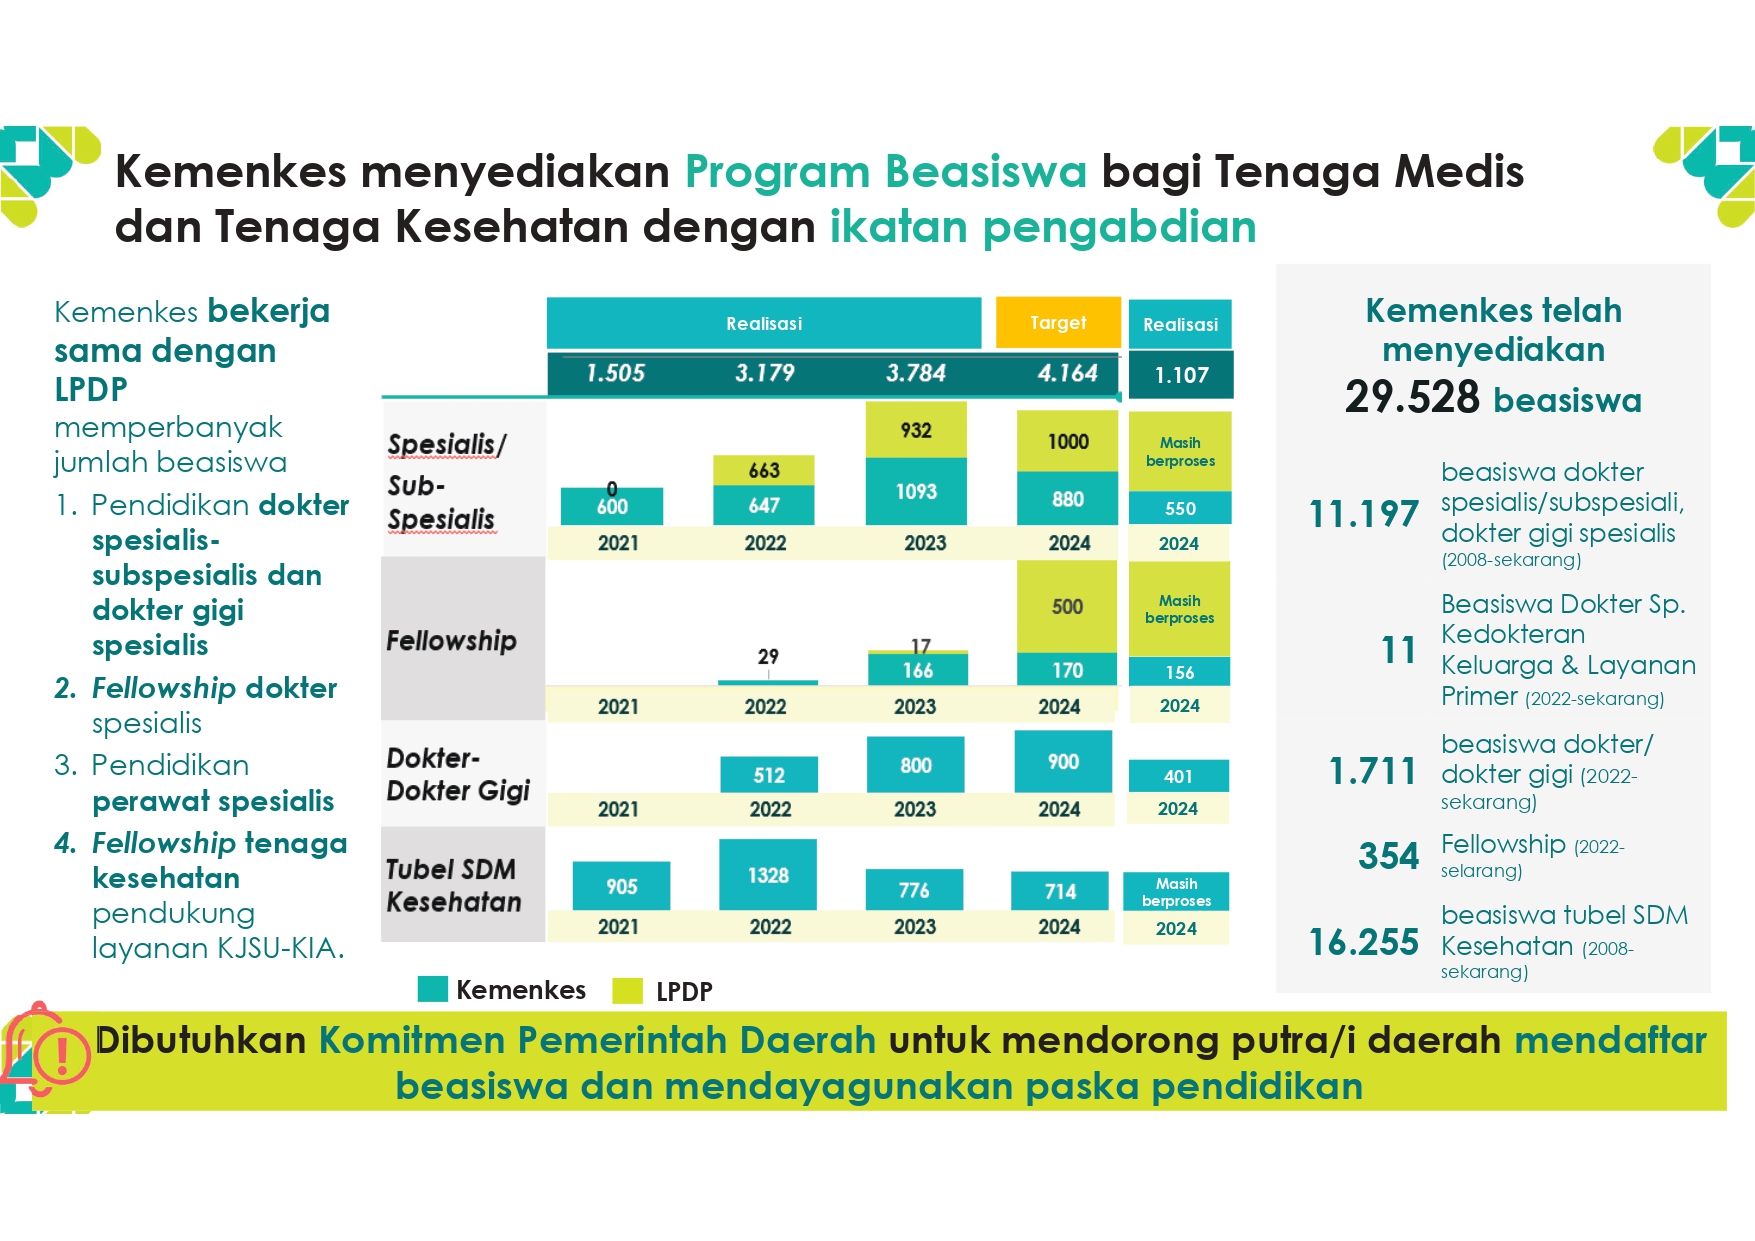 Kemenkes menyediakan Program Beasiswa bagi Tenaga Medis
dan Tenaga Kesehatan dengan ikatan pengabdian
Kemenkes bekerja
sama dengan
LPDP
memperbanyak
jumlah beasiswa
1. Pendidikan dokter
spesialis-
subspesialis dan
dokter gigi
spesialis
2. Fellowship dokter
spesialis
3. Pendidikan
perawat spesialis
4. Fellowship tenaga
kesehatan
pendukung
layanan KJSU-KIA.
Realisasi Target Realisasi
1.505 3.179 3.784 4.164 1.107
Spesialis/
Sub-
Spesialis
932
1000
Masih
berproses
663
0
600 647 1093 880 550
2021 2022 2023 2024 2024
Fellowship
500
Masih
berproses
29
17
166 170 156
2021 2022 2023 2024 2024
Dokter-
Dokter Gigi
512 800 900 401
2021 2022 2023 2024 2024
Tubel SDM
Kesehatan
905 1328 776 714
Masih
berproses
2021 2022 2023 2024 2024
Kemenkes LPDP
Kemenkes telah
menyediakan
29.528 beasiswa
11.197
beasiswa dokter
spesialis/subspesiali,
dokter gigi spesialis
(2008-sekarang)
11
Beasiswa Dokter Sp.
Kedokteran
Keluarga & Layanan
Primer (2022-sekarang)
1.711
beasiswa dokter/
dokter gigi (2022-
sekarang)
354
Fellowship (2022-
selarang)
16.255
beasiswa tubel SDM
Kesehatan (2008-
sekarang)
Dibutuhkan Komitmen Pemerintah Daerah untuk mendorong putra/i daerah mendaftar
beasiswa dan mendayagunakan paska pendidikan